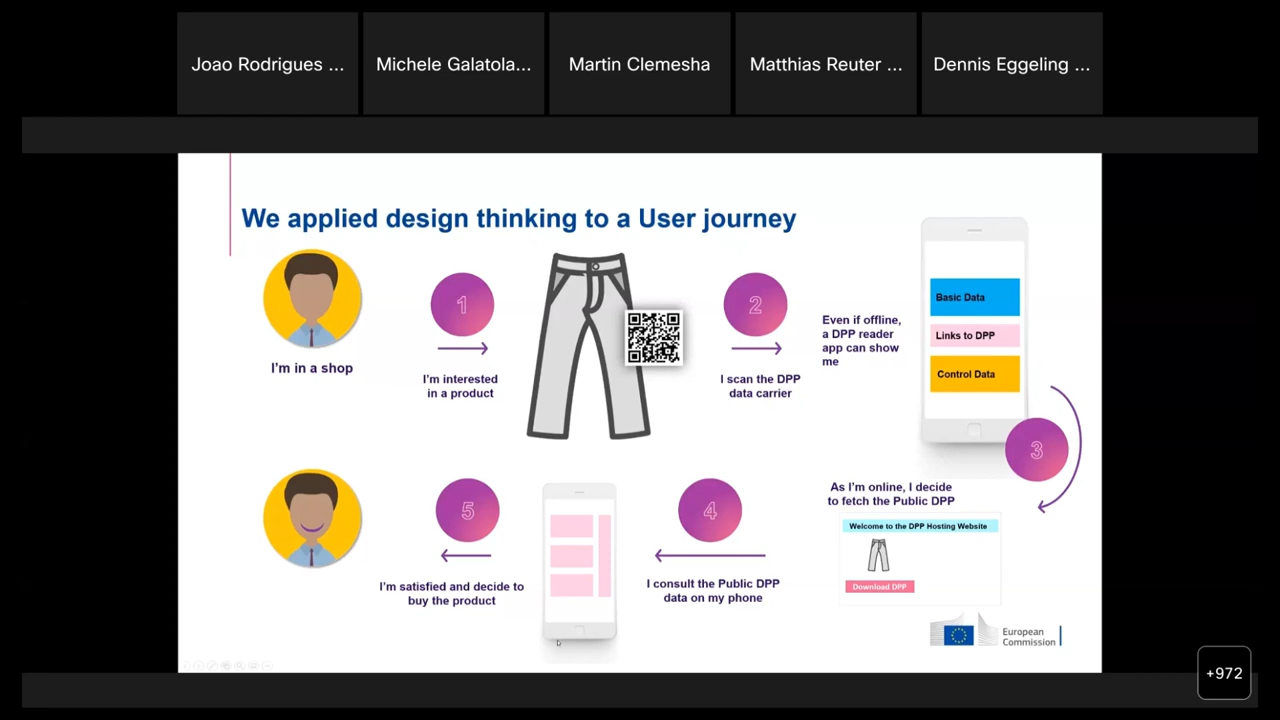 Joao Rodrigues ...
Michele Galatola...
Martin Clemesha
Matthias Reuter ...
Dennis Eggeling ...
We applied design thinking to a User journey
I'm in a shop
1
I'm interested
in a product
2
I scan the DPP
data carrier
Even if offline,
a DPP reader
app can show
me
Basic Data
Links to DPP
Control Data
3
As I'm online, I decide
to fetch the Public DPP
Welcome to the DPP Hosting Website
Download DPP
4
I consult the Public DPP
data on my phone
5
I'm satisfied and decide to
buy the product
European
Commission
+972